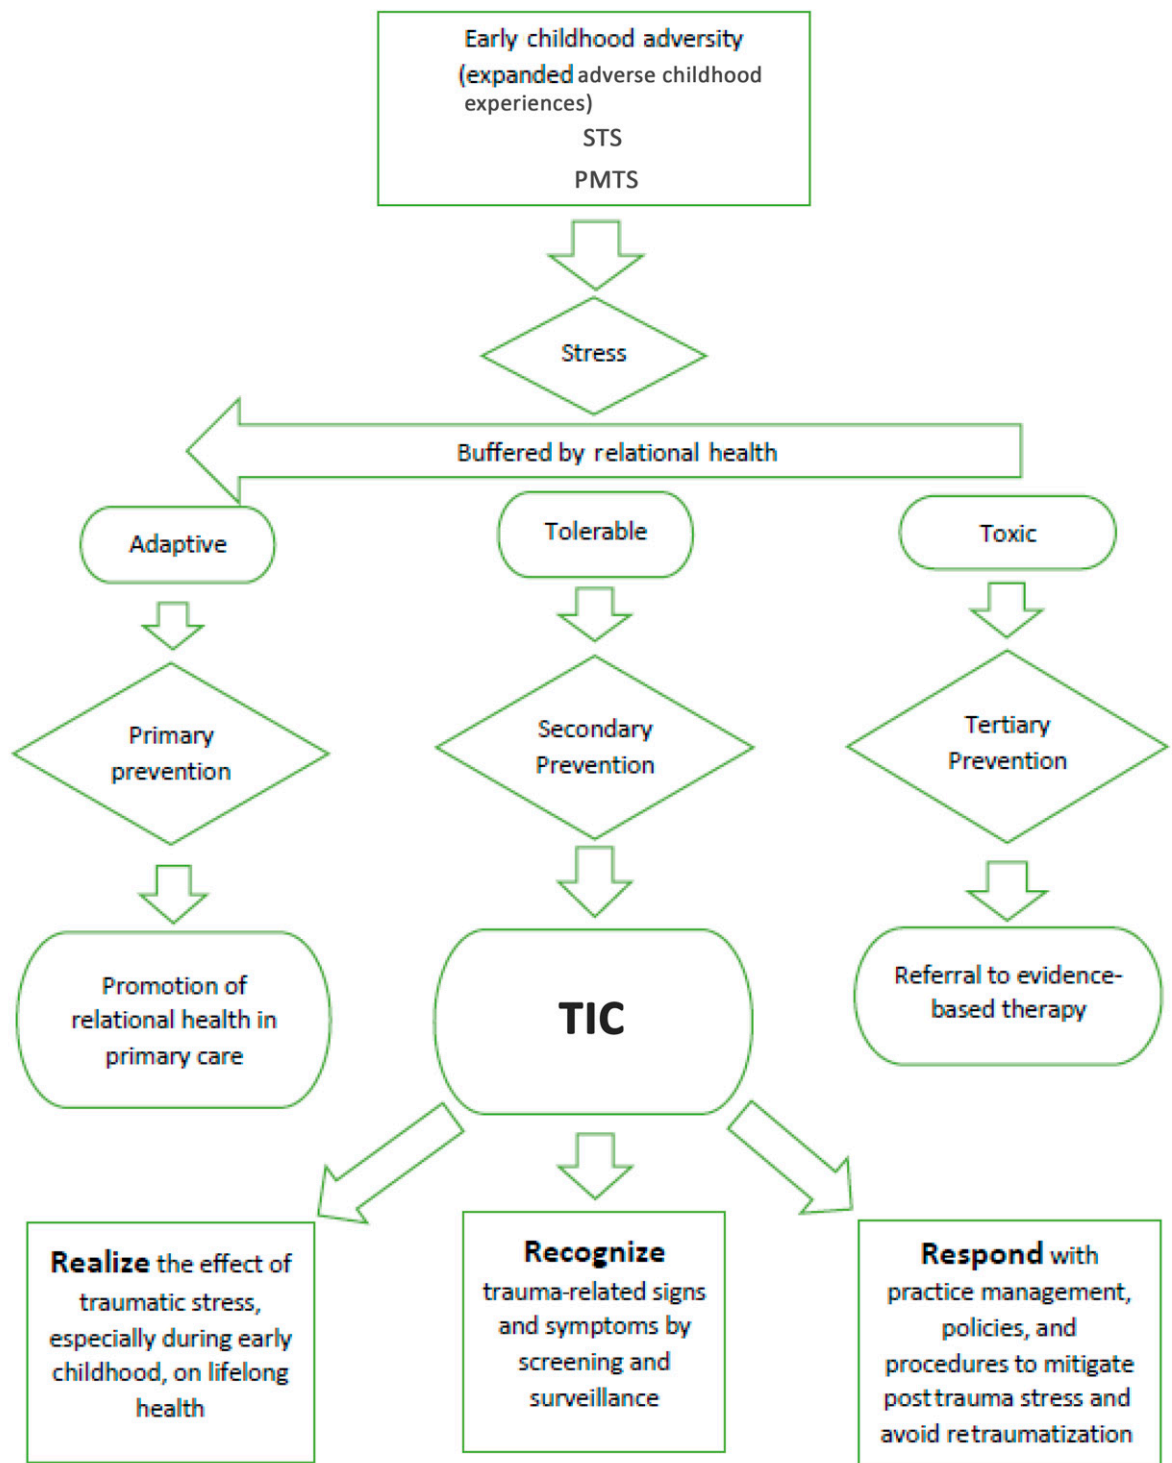 Early childhood adversity
(expanded adverse childhood
experiences)
STS
PMTS
Stress
Buffered by relational health
Adaptive
Tolerable
Toxic
Primary
prevention
Secondary
Prevention
Tertiary
Prevention
Promotion of
relational health in
primary care
TIC
Referral to evidence-
based therapy
Realize the effect of
traumatic stress,
especially during early
childhood, on lifelong
health
Recognize
trauma-related signs
and symptoms by
screening and
surveillance
Respond with
practice management,
policies, and
procedures to mitigate
post trauma stress and
avoid retraumatization